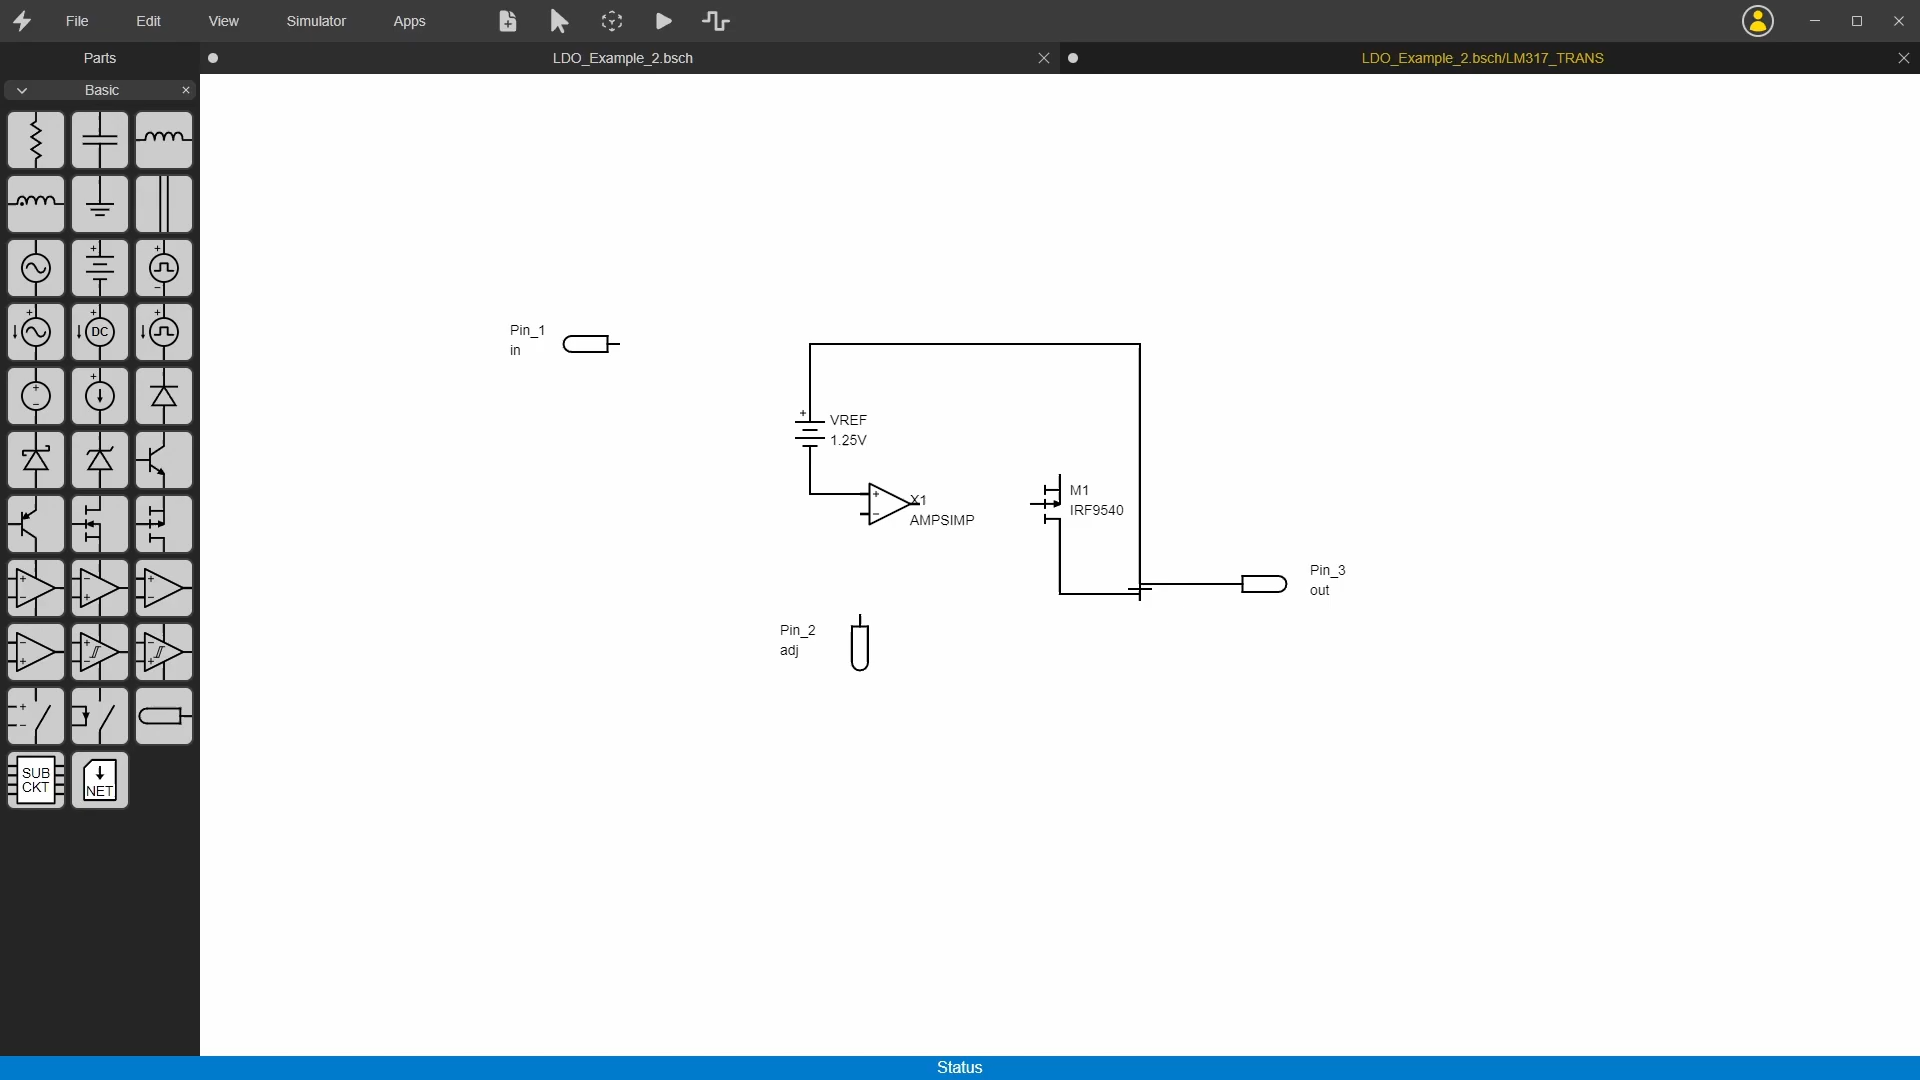 File Edit View Simulator Apps
Parts
LDO_Example_2.bsch
LDO_Example_2.bsch/LM317_TRANS
Basic
DC
SUB
CKT
NET
Pin_1
in
VREF
1.25V
X1
AMPSIMP
M1
IRF9540
Pin_3
out
Pin_2
adj
Status